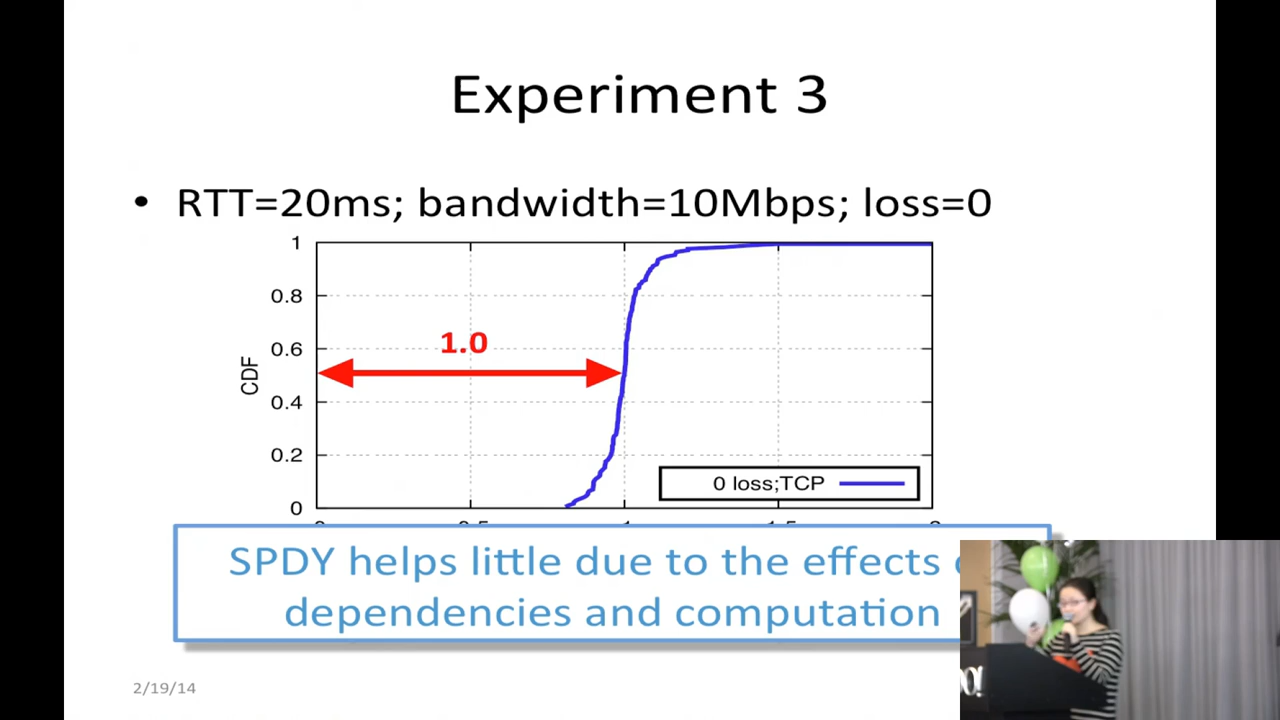 Experiment 3
• RTT=20ms; bandwidth=10Mbps; loss=0
1
0.8
0.6
0.4
0.2
0
CDF
1.0
0 loss;TCP
SPDY helps little due to the effects
dependencies and computation
2/19/14